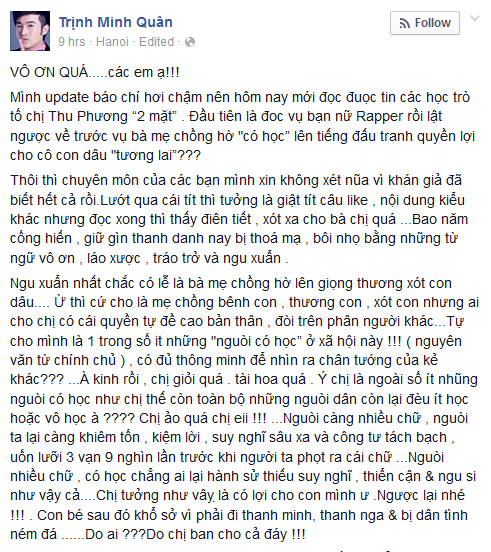 Trịnh Minh Quân
Follow
9 hrs · Hanoi · Edited ·
VÔ ƠN QUÁ.....các em ạ!!!
Mình update báo chí hơi chậm nên hôm nay mới đọc đuọc tin các học trò
tố chị Thu Phương “2 mặt” . Đầu tiên là đoc vụ bạn nữ Rapper rồi lật
ngược về trước vụ bà mẹ chồng hờ "có học” lên tiếng đấu tranh quyền lợi
cho cô con dâu "tương lai”???
Thôi thì chuyên môn của các bạn mình xin không xét nũa vì khán giả đã
biết hết cả rồi.Lướt qua cái tít thì tưởng là giật tít câu like , nội dung kiểu
khác nhưng đọc xong thì thấy điên tiết , xót xa cho bà chị quá ...Bao năm
cống hiến , giữ gìn thanh danh nay bị thoá mạ , bôi nhọ bằng những từ
ngữ vô ơn , láo xược , tráo trở và ngu xuẩn .
Ngu xuẩn nhất chắc có lẽ là bà mẹ chồng hờ lên giọng thương xót con
dâu.... Ừ thì cứ cho là mẹ chồng bênh con , thương con , xót con nhưng ai
cho chị có cái quyền tự đề cao bản thân , đòi trên phân người khác...Tự
cho mình là 1 trong số it những "nguòi có học” ở xã hội này !!! ( nguyên
văn từ chính chủ ) , có đủ thông minh để nhìn ra chân tướng của kẻ
khác??? ...À kinh rồi , chị giỏi quá . tài hoa quá . Ý chị là ngoài số ít nhũng
nguòi có học như chị thế còn toàn bộ những nguòi dân còn lại đèu ít học
hoặc vô học à ???? Chị ảo quá chị eii !!! ...Nguòi càng nhiều chữ , nguòi
ta lại càng khiêm tốn , kiệm lời , suy nghĩ sâu xa và công tư tách bạch ,
uốn lưỡi 3 vạn 9 nghìn lần trước khi người ta phọt ra cái chữ ...Nguòi
nhiều chữ , có học chẳng ai lại hành sử thiếu suy nghĩ , thiển cận & ngu si
như vậy cả....Chị tưởng như vậy là có lợi cho con mình ư .Ngược lại nhé
!!! . Con bé sau đó khổ sở vì phải đi thanh minh, thanh nga & bị dân tình
ném đá ......Do ai ???Do chị ban cho cả đấy !!!